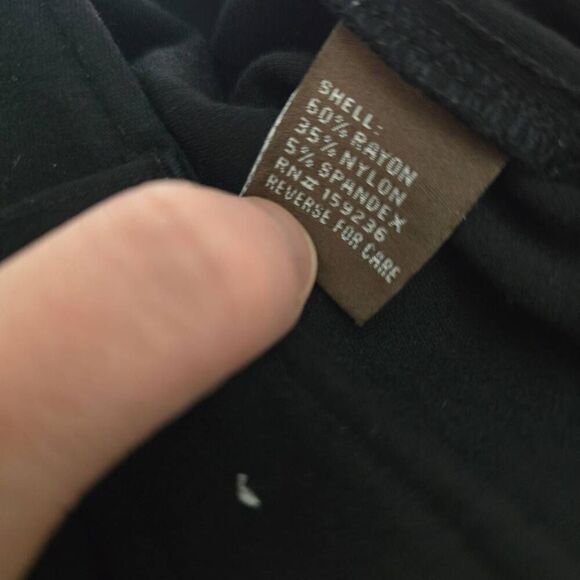 SHELL:
60% RAYON
35% NYLON
5% SPANDEX
RN# 159236
REVERSE FOR CARE